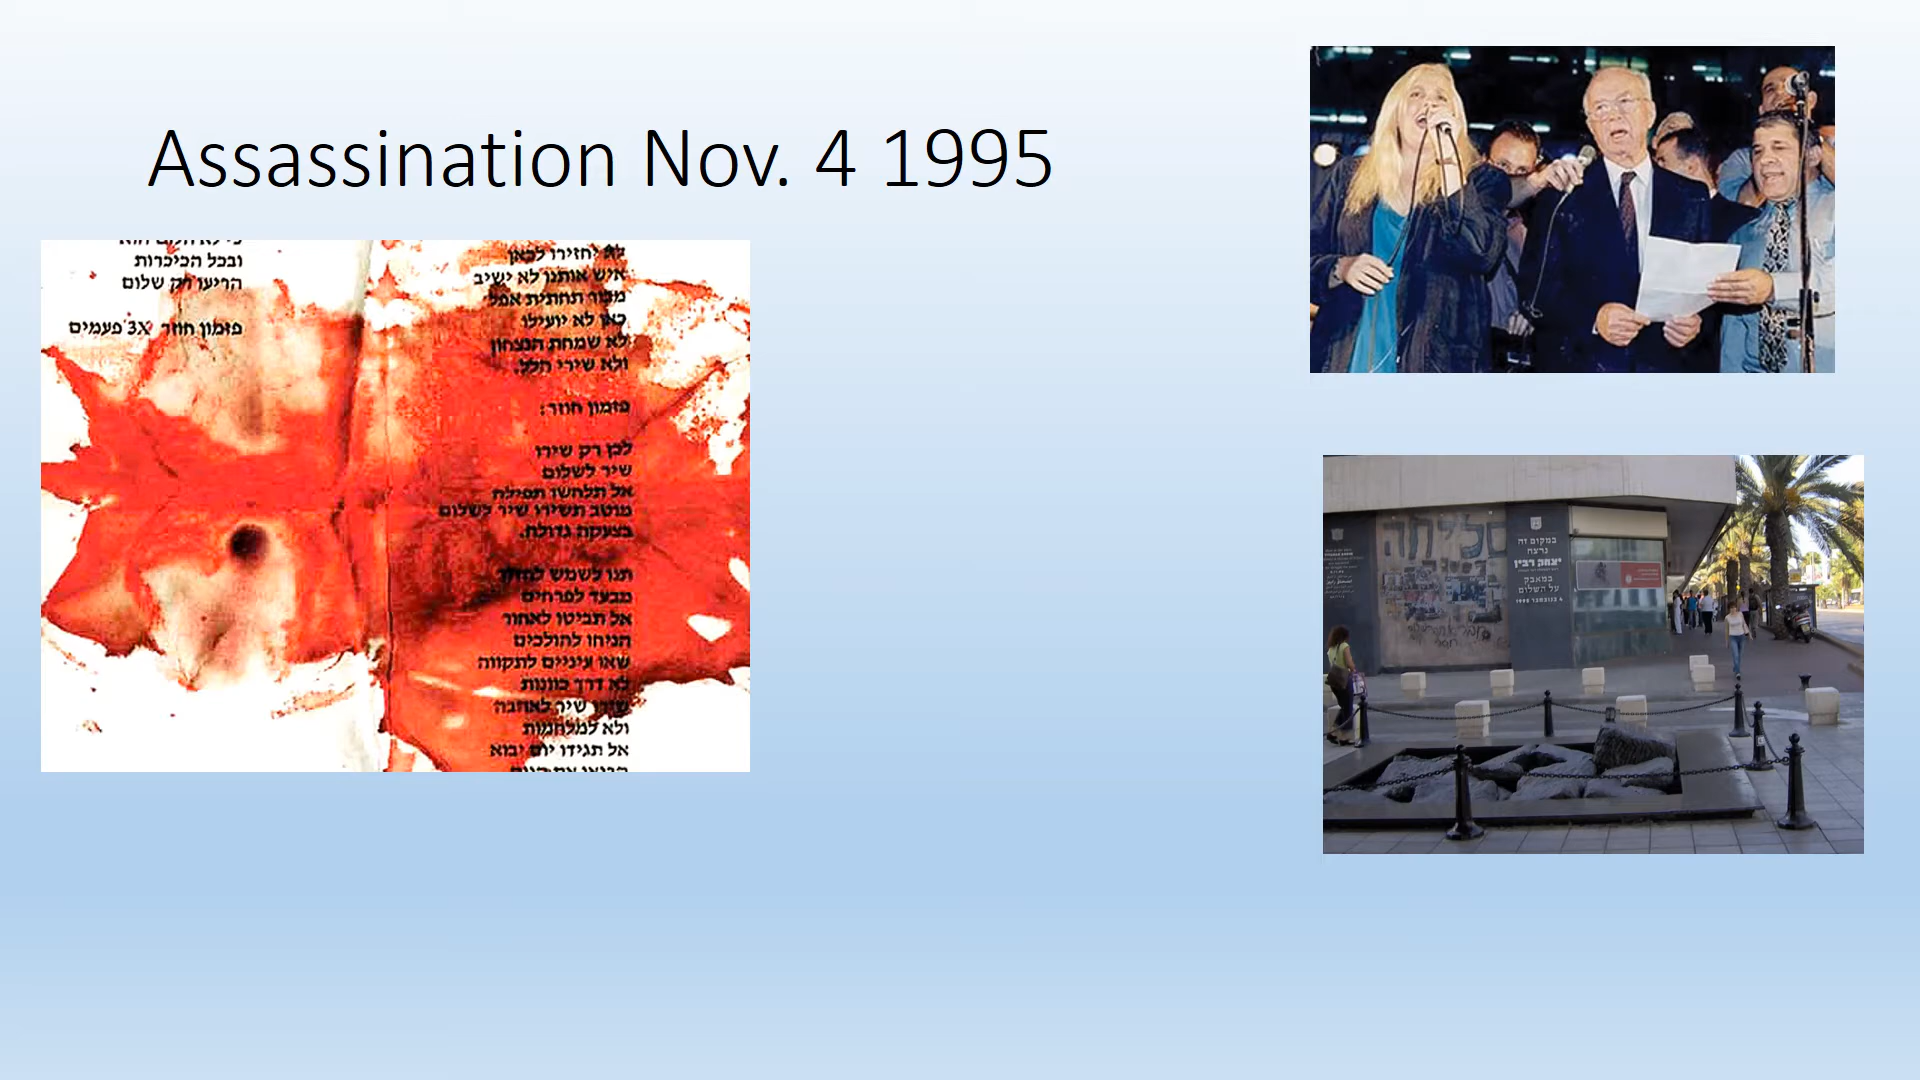 Assassination Nov. 4 1995
לא יחזירו לכאן
איש אותנו לא ישיב
מבור תחתית אפל
כאן לא יועילו
לא שמחת הנצחון
ולא שירי הלל.
פזמון חוזר:
לכן רק שירו
שיר לשלום
אל תלחשו תפילה
מוטב תשירו שיר לשלום
בצעקה גדולה.
תנו לשמש לחדור
מבעד לפרחים
אל תביטו לאחור
הניחו להולכים
שאו עיניים לתקווה
לא דרך כוונות
שירו שיר לאהבה
ולא למלחמות
אל תגידו יום יבוא
ובכל הכיכרות
הריעו רק שלום
פזמון חוזר 3X פעמים
סליחה
במקום זה
נרצח
יצחק רבין
במאבק
על השלום
4 בנובמבר 1995